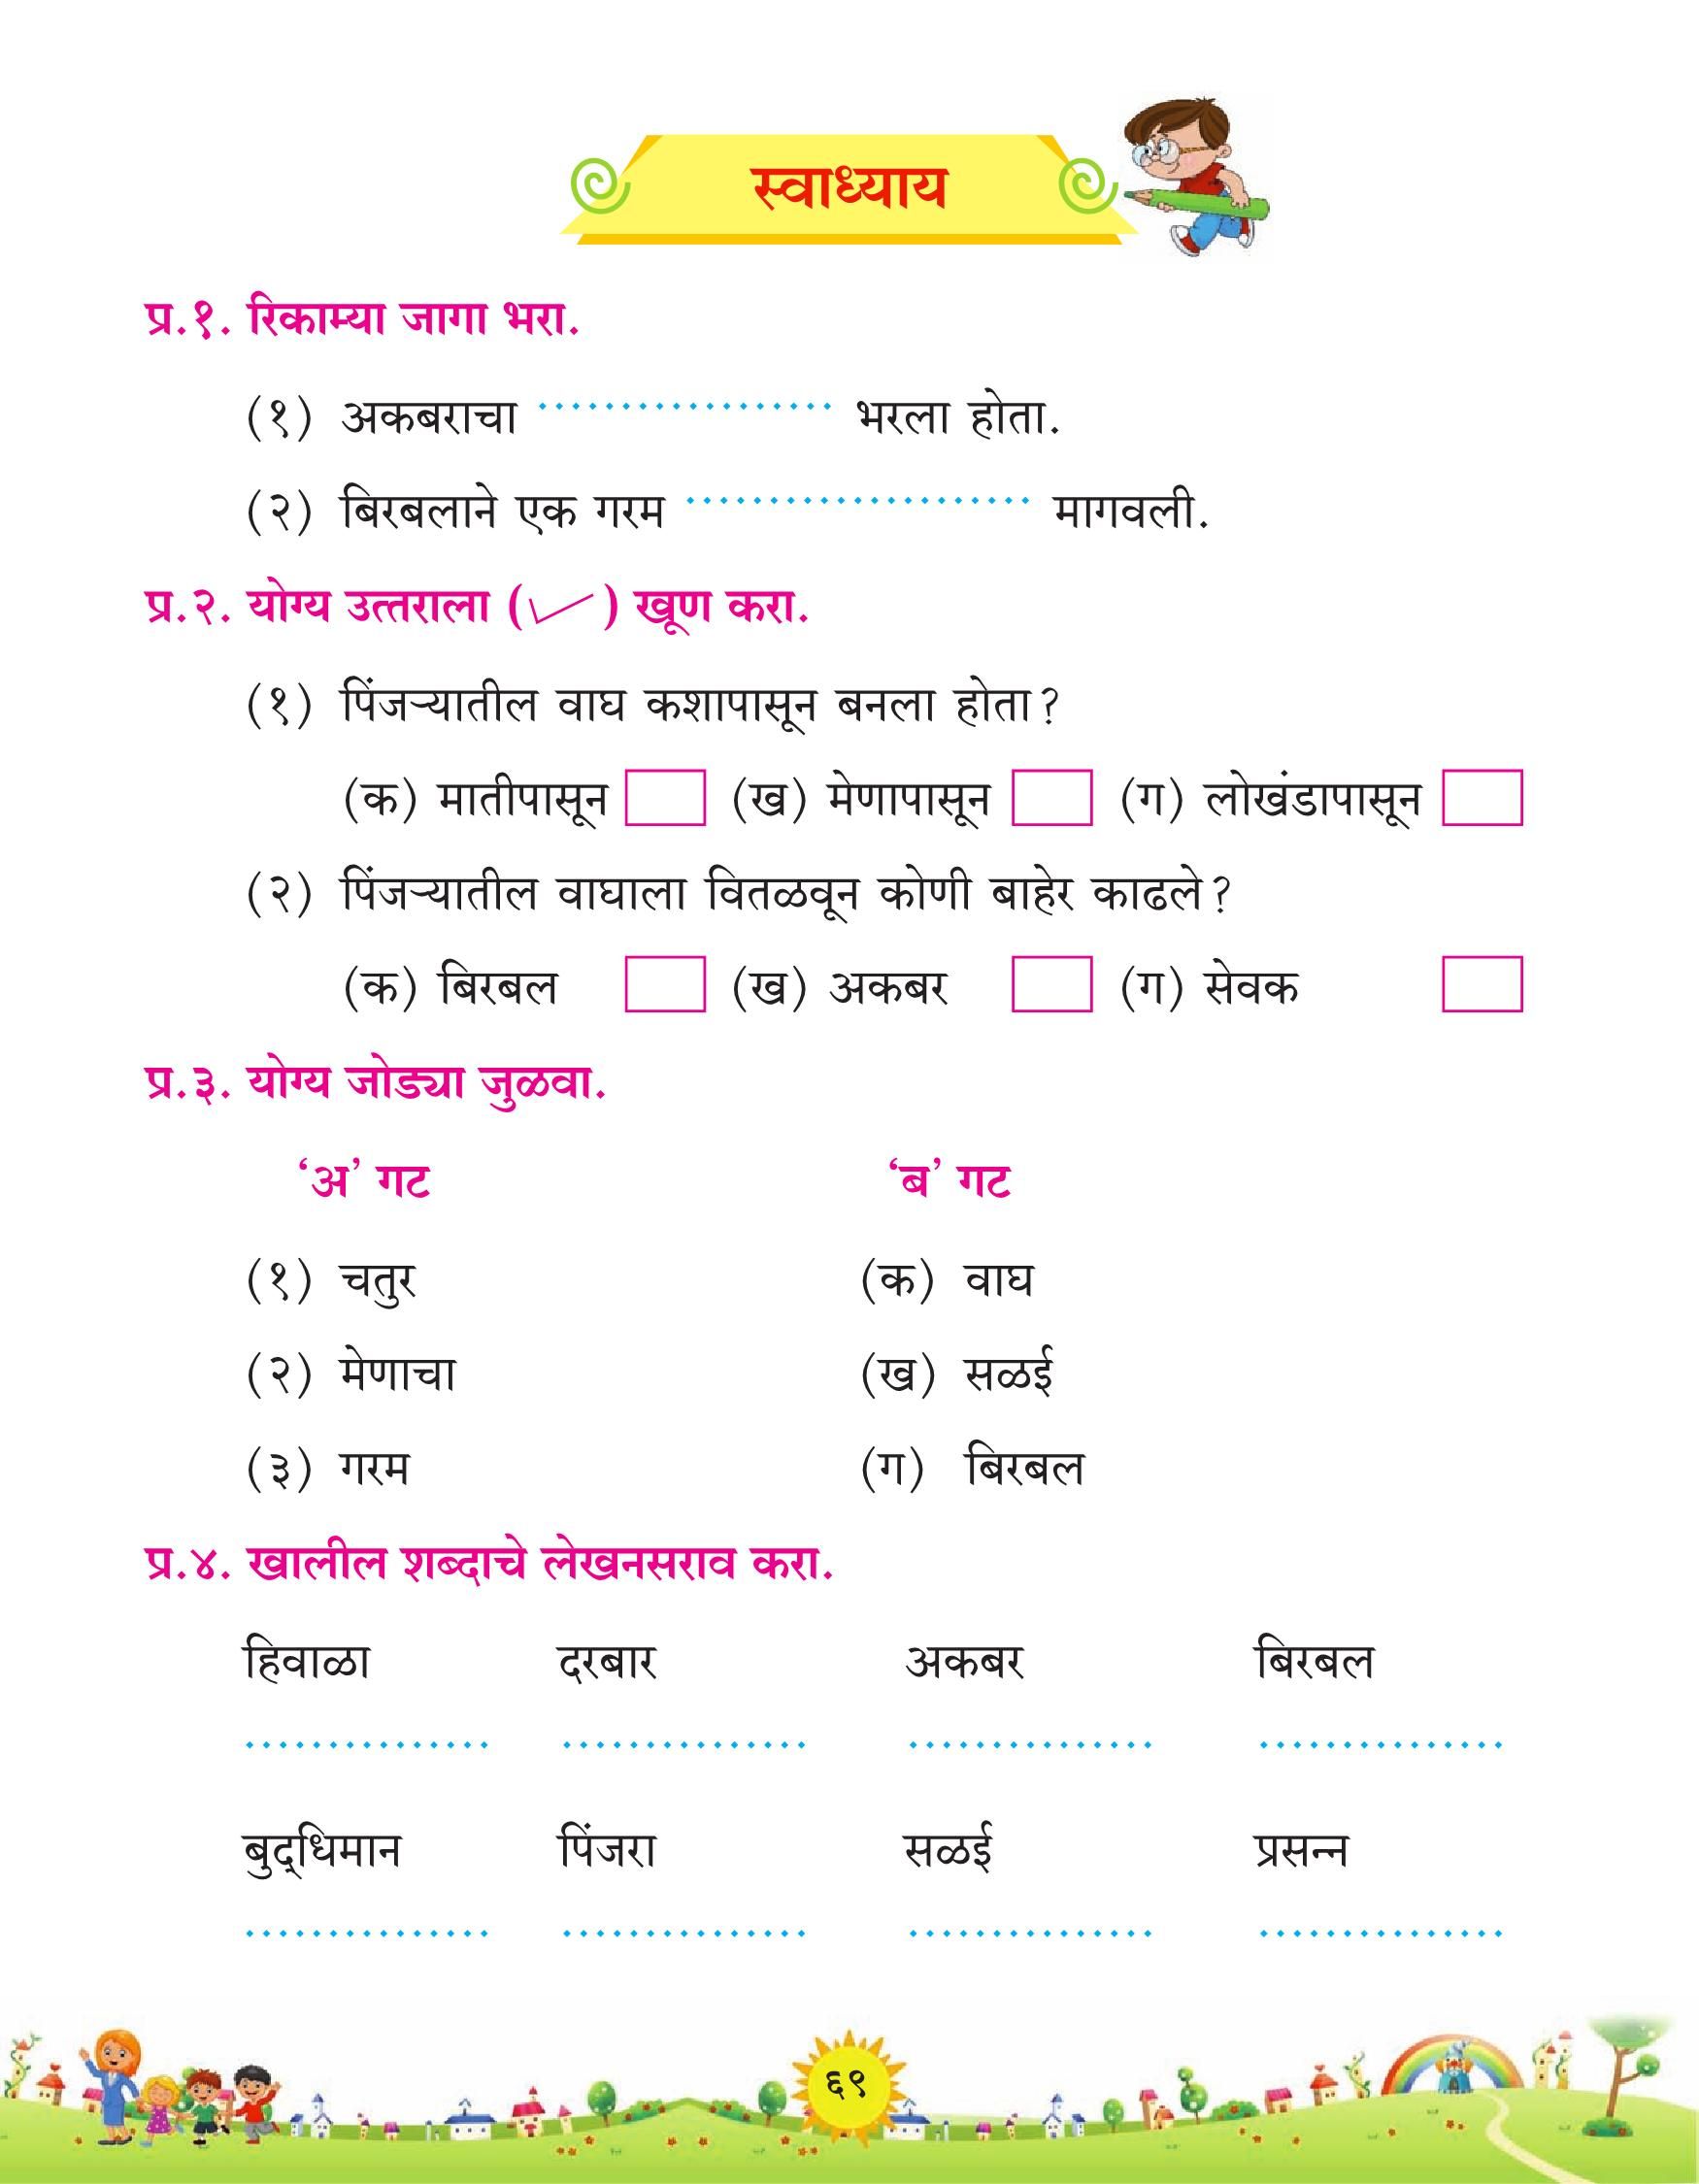 स्वाध्याय
प्र.१. रिकाम्या जागा भरा.
(१) अकबराचा .................. भरला होता.
(२) बिरबलाने एक गरम ..................... मागवली.
प्र.२. योग्य उत्तराला (✓) खूण करा.
(१) पिंजऱ्यातील वाघ कशापासून बनला होता?
(क) मातीपासून (ख) मेणापासून (ग) लोखंडापासून
(२) पिंजऱ्यातील वाघाला वितळवून कोणी बाहेर काढले?
(क) बिरबल (ख) अकबर (ग) सेवक
प्र.३. योग्य जोड्या जुळवा.
‘अ’ गट ‘ब’ गट
(१) चतुर (क) वाघ
(२) मेणाचा (ख) सळई
(३) गरम (ग) बिरबल
प्र.४. खालील शब्दाचे लेखनसराव करा.
हिवाळा दरबार अकबर बिरबल
............... ............... ............... ...............
बुद्‌धिमान पिंजरा सळई प्रसन्न
............... ............... ............... ...............
६९